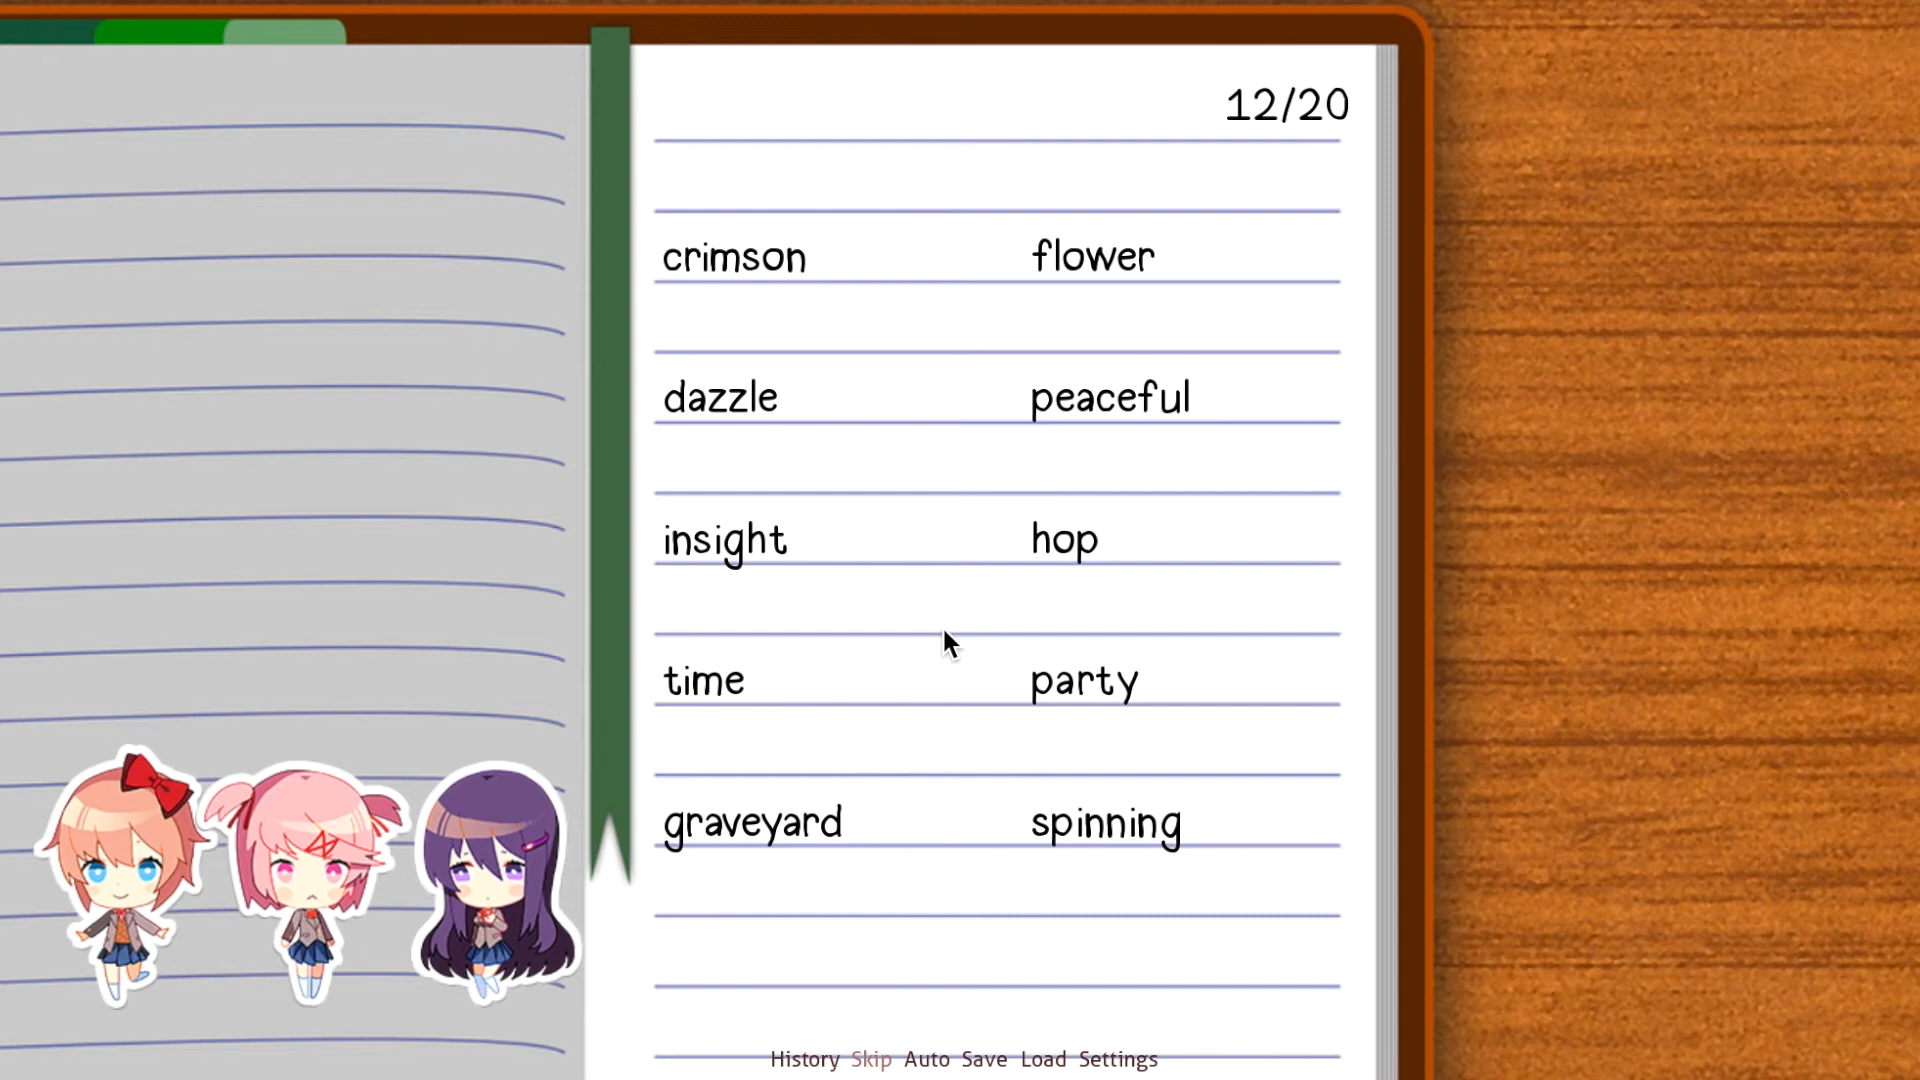 12/20
crimson flower
dazzle peaceful
insight hop
time party
graveyard spinning
History Skip Auto Save Load Settings